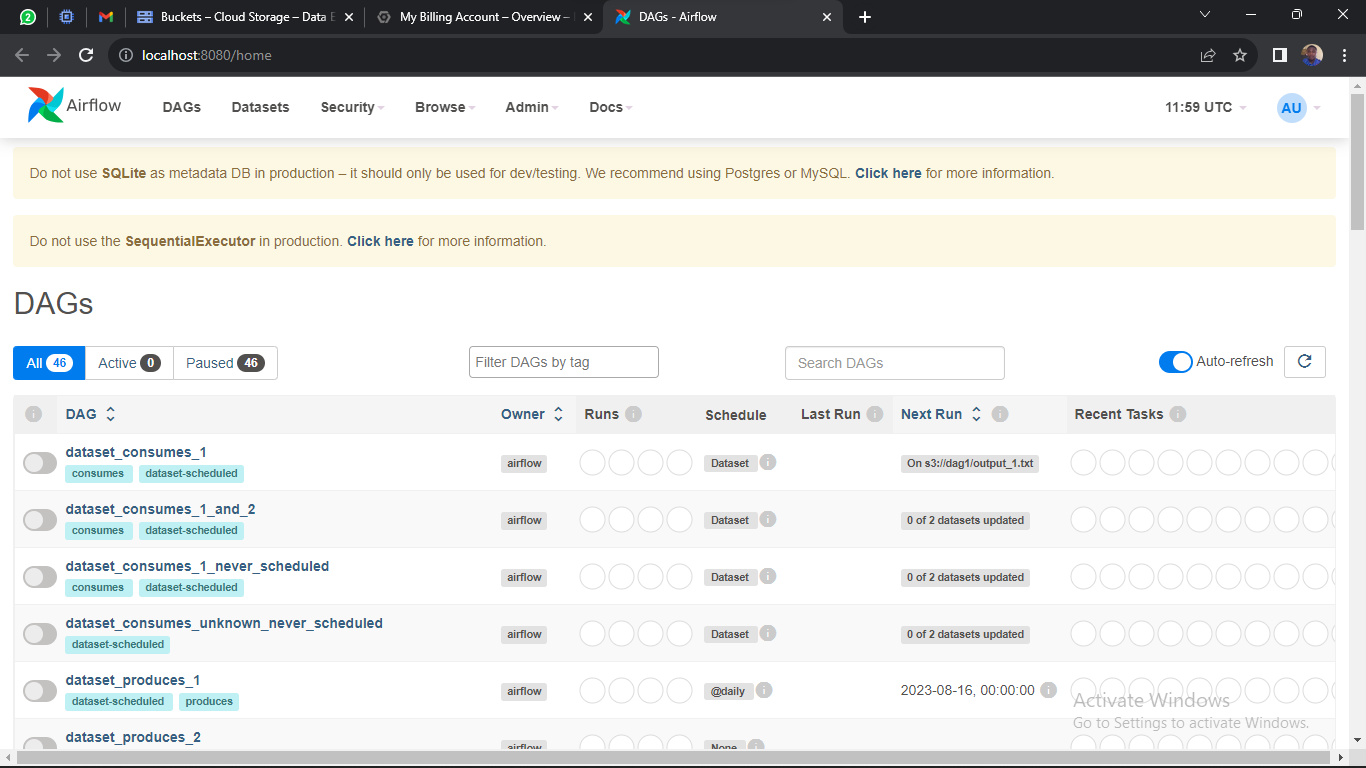 2
Buckets – Cloud Storage – Data E
My Billing Account – Overview –
DAGs - Airflow
localhost:8080/home
Airflow
DAGs
Datasets
Security
Browse
Admin
Docs
11:59 UTC
AU
Do not use SQLite as metadata DB in production – it should only be used for dev/testing. We recommend using Postgres or MySQL. Click here for more information.
Do not use the SequentialExecutor in production. Click here for more information.
DAGs
All 46
Active 0
Paused 46
Filter DAGs by tag
Search DAGs
Auto-refresh
DAG
Owner
Runs
Schedule
Last Run
Next Run
Recent Tasks
dataset_consumes_1
consumes dataset-scheduled
airflow
Dataset
On s3://dag1/output_1.txt
dataset_consumes_1_and_2
consumes dataset-scheduled
airflow
Dataset
0 of 2 datasets updated
dataset_consumes_1_never_scheduled
consumes dataset-scheduled
airflow
Dataset
0 of 2 datasets updated
dataset_consumes_unknown_never_scheduled
dataset-scheduled
airflow
Dataset
0 of 2 datasets updated
dataset_produces_1
dataset-scheduled produces
airflow
@daily
2023-08-16, 00:00:00
dataset_produces_2
airflow
None
Activate Windows
Go to Settings to activate Windows.